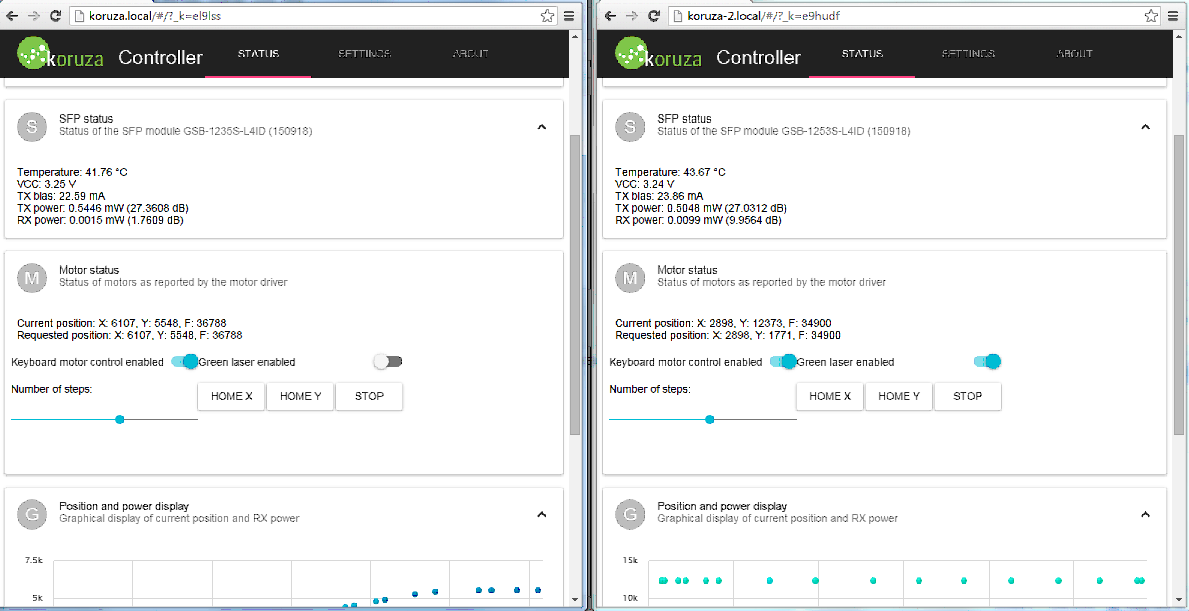 koruza.local/#/?_k=el9lss
koruza Controller STATUS SETTINGS ABOUT
S SFP status
Status of the SFP module GSB-1235S-L4ID (150918)
Temperature: 41.76 °C
VCC: 3.25 V
TX bias: 22.59 mA
TX power: 0.5446 mW (27.3608 dB)
RX power: 0.0015 mW (1.7609 dB)
M Motor status
Status of motors as reported by the motor driver
Current position: X: 6107, Y: 5548, F: 36788
Requested position: X: 6107, Y: 5548, F: 36788
Keyboard motor control enabled Green laser enabled
Number of steps: HOME X HOME Y STOP
G Position and power display
Graphical display of current position and RX power
7.5k
5k
koruza-2.local/#/?_k=e9hudf
koruza Controller STATUS SETTINGS ABOUT
S SFP status
Status of the SFP module GSB-1253S-L4ID (150918)
Temperature: 43.67 °C
VCC: 3.24 V
TX bias: 23.86 mA
TX power: 0.5048 mW (27.0312 dB)
RX power: 0.0099 mW (9.9564 dB)
M Motor status
Status of motors as reported by the motor driver
Current position: X: 2898, Y: 12373, F: 34900
Requested position: X: 2898, Y: 1771, F: 34900
Keyboard motor control enabled Green laser enabled
Number of steps: HOME X HOME Y STOP
G Position and power display
Graphical display of current position and RX power
15k
10k